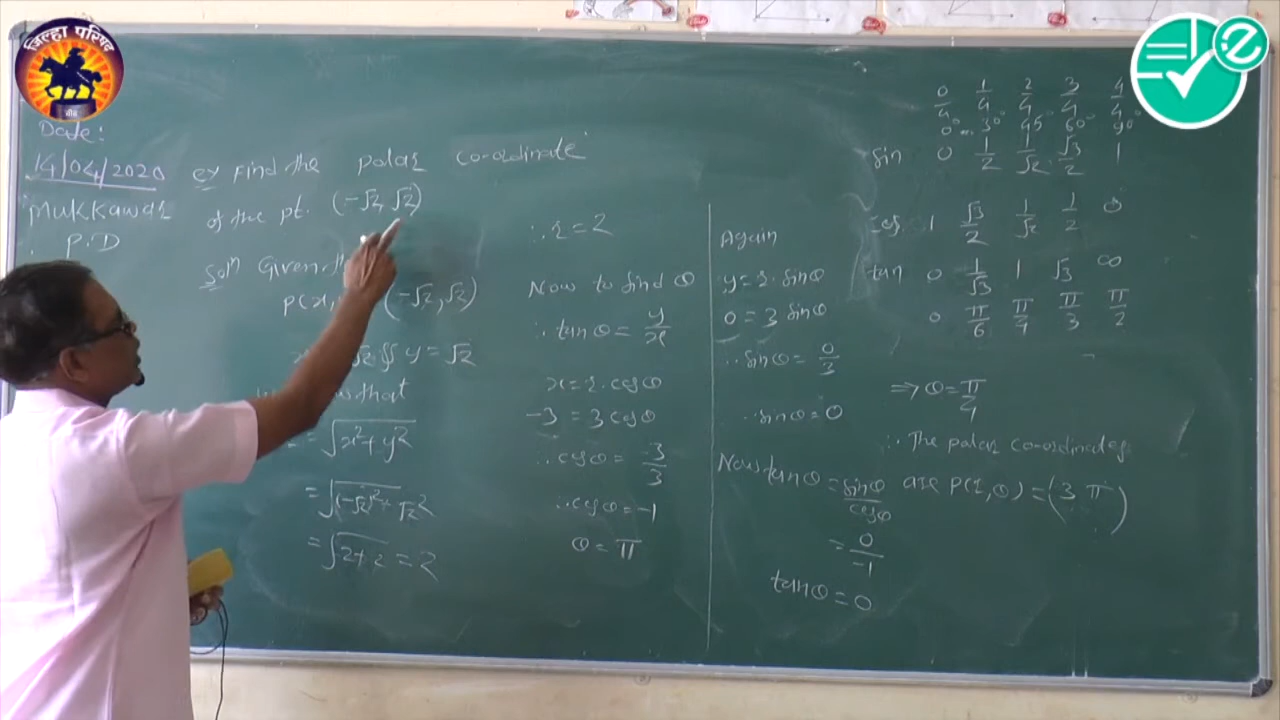 जिल्हा परिषद
बीड
Date:
14/04/2020
Mukkawar
P.D
ex Find the polar co-ordinate
of the pt. (-√2, √2)
Soln Given th
P(x, (-√2, √2)
√2 y = √2
that
= √x²+y²
= √(-√2)²+√2²
= √2+2 = 2
∴ r = 2
Now to find θ
∴ tanθ = y/x
x = r.cosθ
-3 = 3 cosθ
∴ cosθ = -3/3
∴ cosθ = -1
θ = π
Again
y = r. sinθ
0 = 3 sinθ
∴ sinθ = 0/3
∴ sinθ = 0
Now tanθ = sinθ/cosθ
= 0/-1
tanθ = 0
0/4 1/4 2/4 3/4 4/4
0° 30° 45° 60° 90°
sin 0 1/2 1/√2 √3/2 1
cos 1 √3/2 1/√2 1/2 0
tan 0 1/√3 1 √3 ∞
0 π/6 π/4 π/3 π/2
=> θ = π/4
∴ The polar co-ordinates
are P(r, θ) = (3 π)